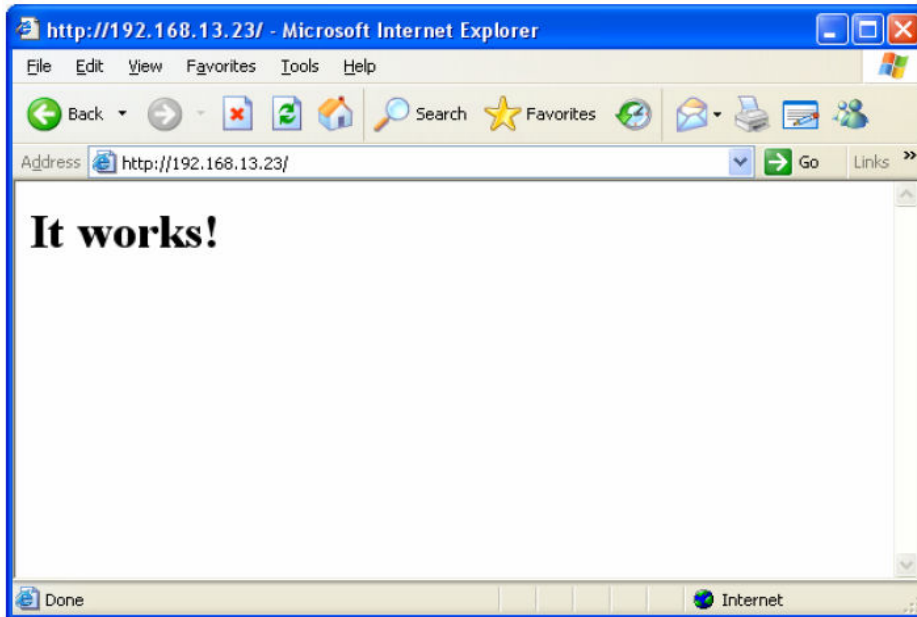 http://192.168.13.23/ - Microsoft Internet Explorer
File Edit View Favorites Tools Help
Back Search Favorites
Address http://192.168.13.23/ Go Links »
It works!
Done Internet